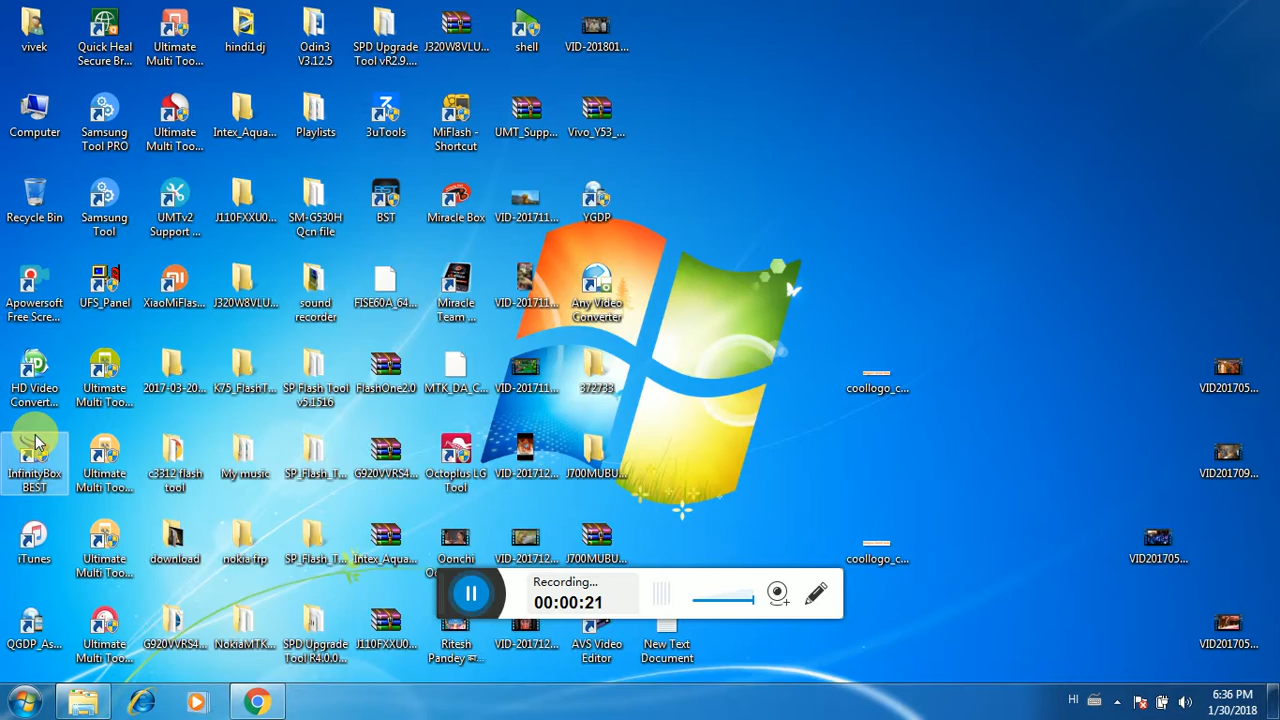 vivek
Quick Heal
Secure Br...
Ultimate
Multi Too...
hindi1dj
Odin3
V3.12.5
SPD Upgrade
Tool vR2.9....
J320W8VLU...
shell
VID-201801...
Computer
Samsung
Tool PRO
Ultimate
Multi Too...
Intex_Aqua...
Playlists
3uTools
MiFlash -
Shortcut
UMT_Supp...
Vivo_Y53_...
Recycle Bin
Samsung
Tool
UMTv2
Support ...
J110FXXU0...
SM-G530H
Qcn file
BST
Miracle Box
VID-201711...
YGDP
Apowersoft
Free Scre...
UFS_Panel
XiaoMiFlas...
J320W8VLU...
sound
recorder
FISE60A_64...
Miracle
Team ...
VID-201711...
Any Video
Converter
HD Video
Convert...
Ultimate
Multi Too...
2017-03-20...
K75_FlashT...
SP Flash Tool
v5.1516
FlashOne2.0
MTK_DA_C...
VID-201711...
372733
coollogo_c...
VID201705...
InfinityBox
BEST
Ultimate
Multi Too...
c3312 flash
tool
My music
SP_Flash_T...
G920VVRS4...
Octoplus LG
Tool
VID-201712...
J700MUBU...
VID201709...
iTunes
Ultimate
Multi Too...
download
nokia frp
SP_Flash_T...
Intex_Aqua...
Oonchi
VID-201712...
J700MUBU...
coollogo_c...
VID201705...
Recording...
00:00:21
QGDP_As...
Ultimate
Multi Too...
G920VVRS4...
NokiaMTK...
SPD Upgrade
Tool R4.0.0...
J110FXXU0...
Ritesh
Pandey
VID-201712...
AVS Video
Editor
New Text
Document
VID201705...
HI
6:36 PM
1/30/2018